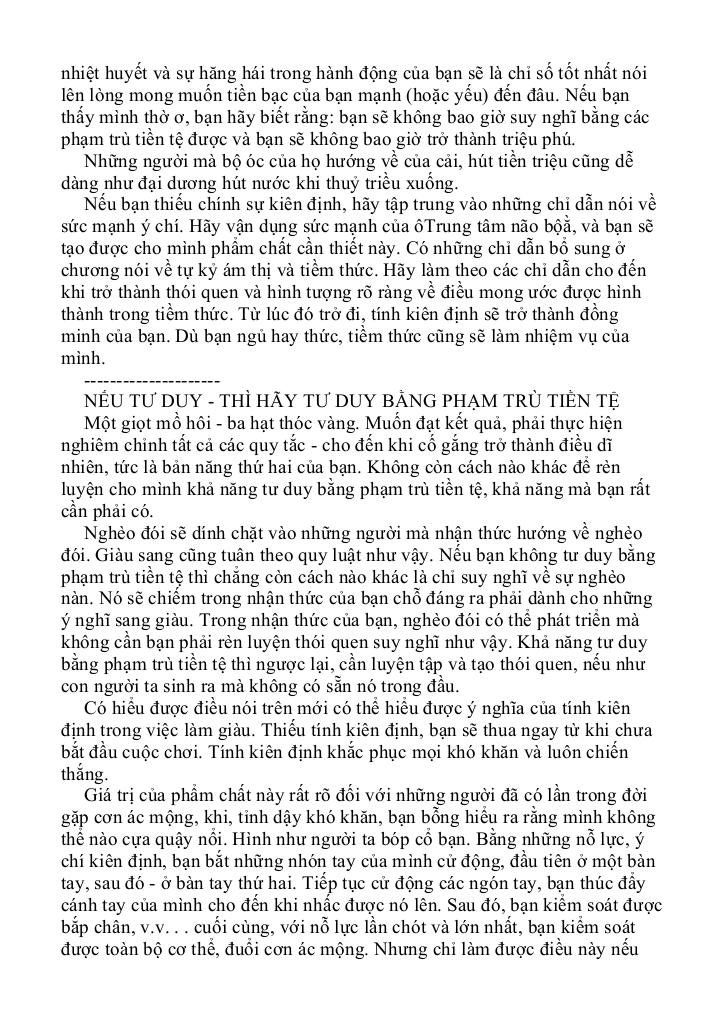 nhiệt huyết và sự hăng hái trong hành động của bạn sẽ là chỉ số tốt nhất nói
lên lòng mong muốn tiền bạc của bạn mạnh (hoặc yếu) đến đâu. Nếu bạn
thấy mình thờ ơ, bạn hãy biết rằng: bạn sẽ không bao giờ suy nghĩ bằng các
phạm trù tiền tệ được và bạn sẽ không bao giờ trở thành triệu phú.
Những người mà bộ óc của họ hướng về của cải, hút tiền triệu cũng dễ
dàng như đại dương hút nước khi thuỷ triều xuống.
Nếu bạn thiếu chính sự kiên định, hãy tập trung vào những chỉ dẫn nói về
sức mạnh ý chí. Hãy vận dụng sức mạnh của ôTrung tâm não bộằ, và bạn sẽ
tạo được cho mình phẩm chất cần thiết này. Có những chỉ dẫn bổ sung ở
chương nói về tự kỷ ám thị và tiềm thức. Hãy làm theo các chỉ dẫn cho đến
khi trở thành thói quen và hình tượng rõ ràng về điều mong ước được hình
thành trong tiềm thức. Từ lúc đó trở đi, tính kiên định sẽ trở thành đồng
minh của bạn. Dù bạn ngủ hay thức, tiềm thức cũng sẽ làm nhiệm vụ của
mình.
---------------------
NẾU TƯ DUY - THÌ HÃY TƯ DUY BẰNG PHẠM TRÙ TIỀN TỆ
Một giọt mồ hôi - ba hạt thóc vàng. Muốn đạt kết quả, phải thực hiện
nghiêm chỉnh tất cả các quy tắc - cho đến khi cố gắng trở thành điều dĩ
nhiên, tức là bản năng thứ hai của bạn. Không còn cách nào khác để rèn
luyện cho mình khả năng tư duy bằng phạm trù tiền tệ, khả năng mà bạn rất
cần phải có.
Nghèo đói sẽ dính chặt vào những người mà nhận thức hướng về nghèo
đói. Giàu sang cũng tuân theo quy luật như vậy. Nếu bạn không tư duy bằng
phạm trù tiền tệ thì chẳng còn cách nào khác là chỉ suy nghĩ về sự nghèo
nàn. Nó sẽ chiếm trong nhận thức của bạn chỗ đáng ra phải dành cho những
ý nghĩ sang giàu. Trong nhận thức của bạn, nghèo đói có thể phát triển mà
không cần bạn phải rèn luyện thói quen suy nghĩ như vậy. Khả năng tư duy
bằng phạm trù tiền tệ thì ngược lại, cần luyện tập và tạo thói quen, nếu như
con người ta sinh ra mà không có sẵn nó trong đầu.
Có hiểu được điều nói trên mới có thể hiểu được ý nghĩa của tính kiên
định trong việc làm giàu. Thiếu tính kiên định, bạn sẽ thua ngay từ khi chưa
bắt đầu cuộc chơi. Tính kiên định khắc phục mọi khó khăn và luôn chiến
thắng.
Giá trị của phẩm chất này rất rõ đối với những người đã có lần trong đời
gặp cơn ác mộng, khi, tỉnh dậy khó khăn, bạn bỗng hiểu ra rằng mình không
thể nào cựa quậy nổi. Hình như người ta bóp cổ bạn. Bằng những nỗ lực, ý
chí kiên định, bạn bắt những nhón tay của mình cử động, đầu tiên ở một bàn
tay, sau đó - ở bàn tay thứ hai. Tiếp tục cử động các ngón tay, bạn thúc đẩy
cánh tay của mình cho đến khi nhấc được nó lên. Sau đó, bạn kiểm soát được
bắp chân, v.v. . . cuối cùng, với nỗ lực lần chót và lớn nhất, bạn kiểm soát
được toàn bộ cơ thể, đuổi cơn ác mộng. Nhưng chỉ làm được điều này nếu